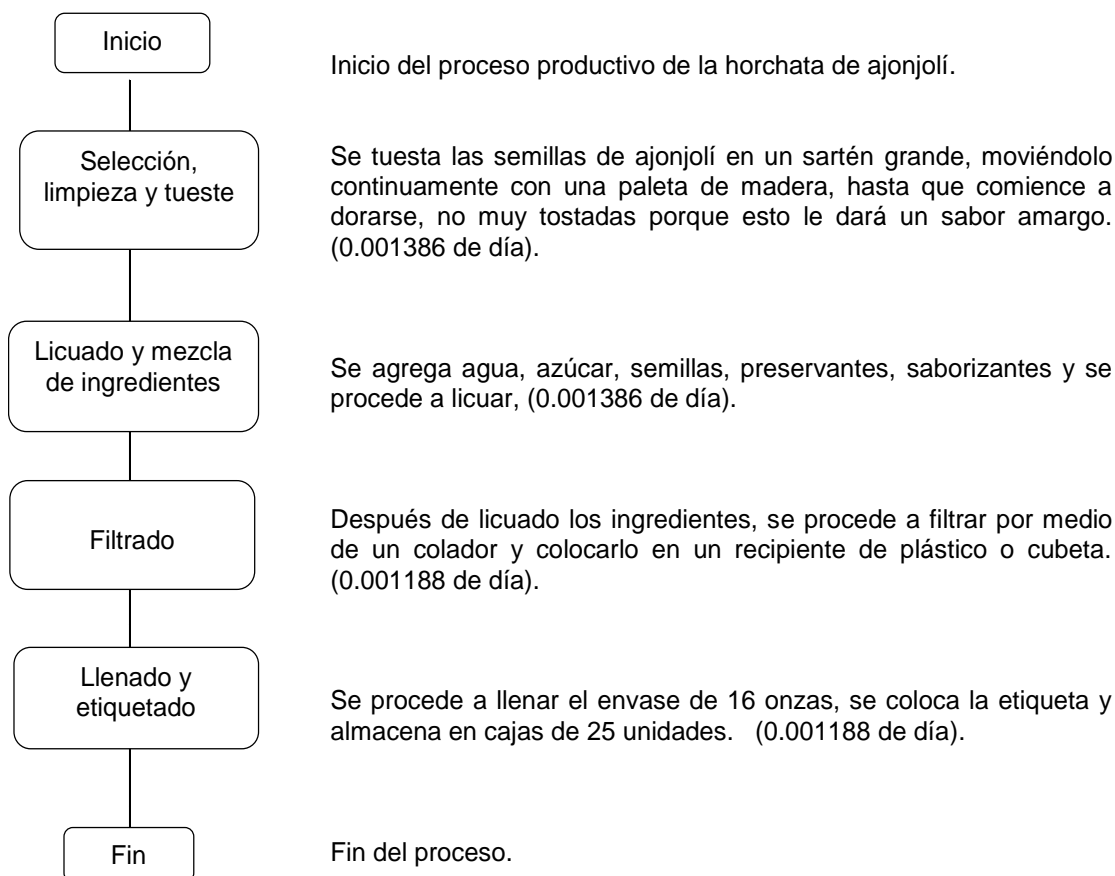 Inicio
Inicio del proceso productivo de la horchata de ajonjolí.
Selección,
limpieza y tueste
Se tuesta las semillas de ajonjolí en un sartén grande, moviéndolo
continuamente con una paleta de madera, hasta que comience a
dorarse, no muy tostadas porque esto le dará un sabor amargo.
(0.001386 de día).
Licuado y mezcla
de ingredientes
Se agrega agua, azúcar, semillas, preservantes, saborizantes y se
procede a licuar, (0.001386 de día).
Filtrado
Después de licuado los ingredientes, se procede a filtrar por medio
de un colador y colocarlo en un recipiente de plástico o cubeta.
(0.001188 de día).
Llenado y
etiquetado
Se procede a llenar el envase de 16 onzas, se coloca la etiqueta y
almacena en cajas de 25 unidades. (0.001188 de día).
Fin
Fin del proceso.